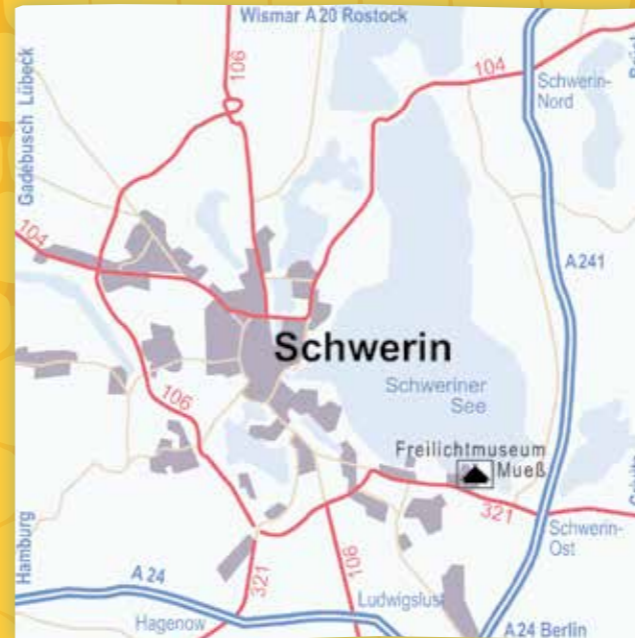 Wismar A 20 Rostock
106
104
Schwerin-
Nord
Gadebusch Lübeck
104
A241
Schwerin
Schweriner
See
106
Freilichtmuseum
Mueß
321
Schwerin-
Ost
Hamburg
A 24
321
106
Ludwigslust
Hagenow
A24 Berlin